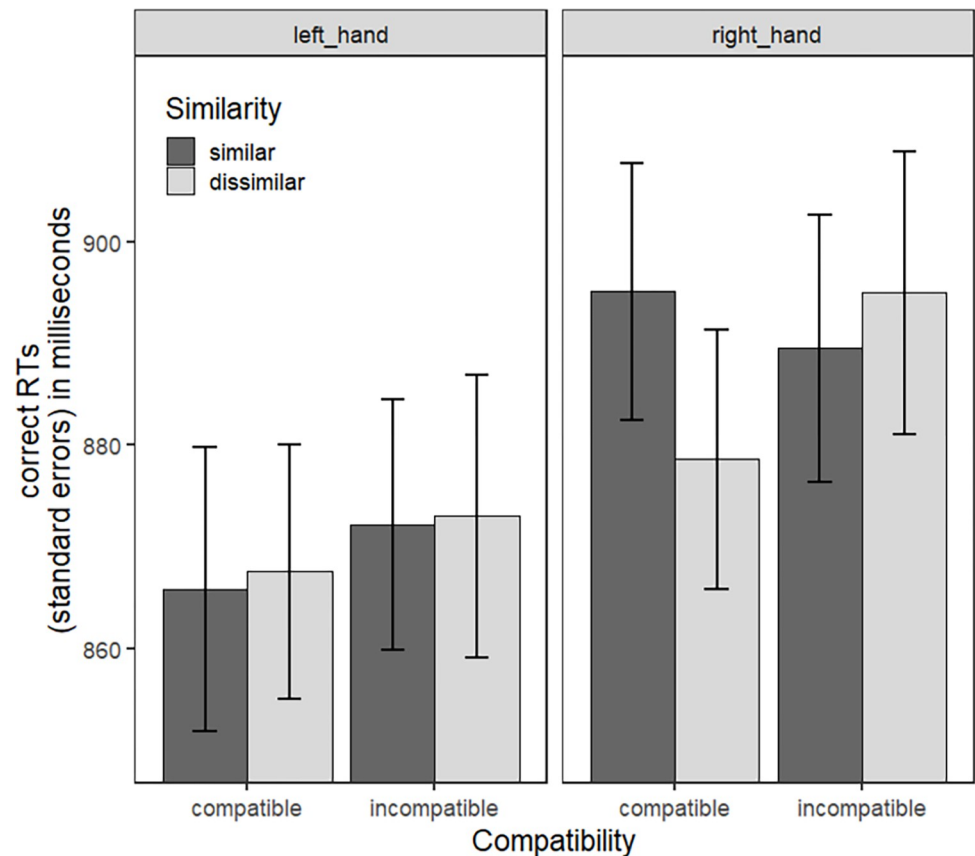 left_hand
right_hand
Similarity
similar
dissimilar
correct RTs
(standard errors) in milliseconds
900
880
860
compatible
incompatible
compatible
incompatible
Compatibility